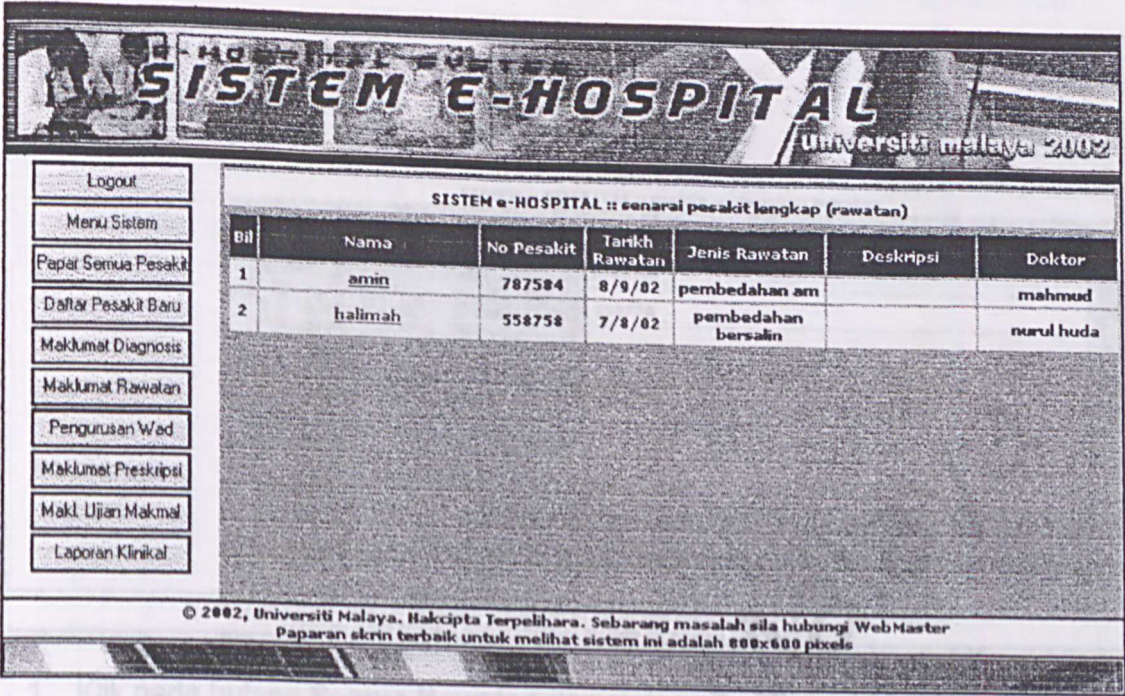 SISTEM E-HOSPITAL
Universiti malaya 2002
Logout
Menu Sistem
Papar Semua Pesakit
Daftar Pesakit Baru
Maklumat Diagnosis
Maklumat Rawatan
Pengurusan Wad
Maklumat Preskripsi
Makl. Ujian Makmal
Laporan Klinikal
SISTEM e-HOSPITAL :: senarai pesakit lengkap (rawatan)
Bil Nama No Pesakit Tarikh Rawatan Jenis Rawatan Deskripsi Doktor
1 amin 787584 8/9/02 pembedahan am mahmud
2 halimah 558758 7/8/02 pembedahan bersalin nurul huda
© 2002, Universiti Malaya. Hakcipta Terpelihara. Sebarang masalah sila hubungi WebMaster
Paparan skrin terbaik untuk melihat sistem ini adalah 800x600 pixels